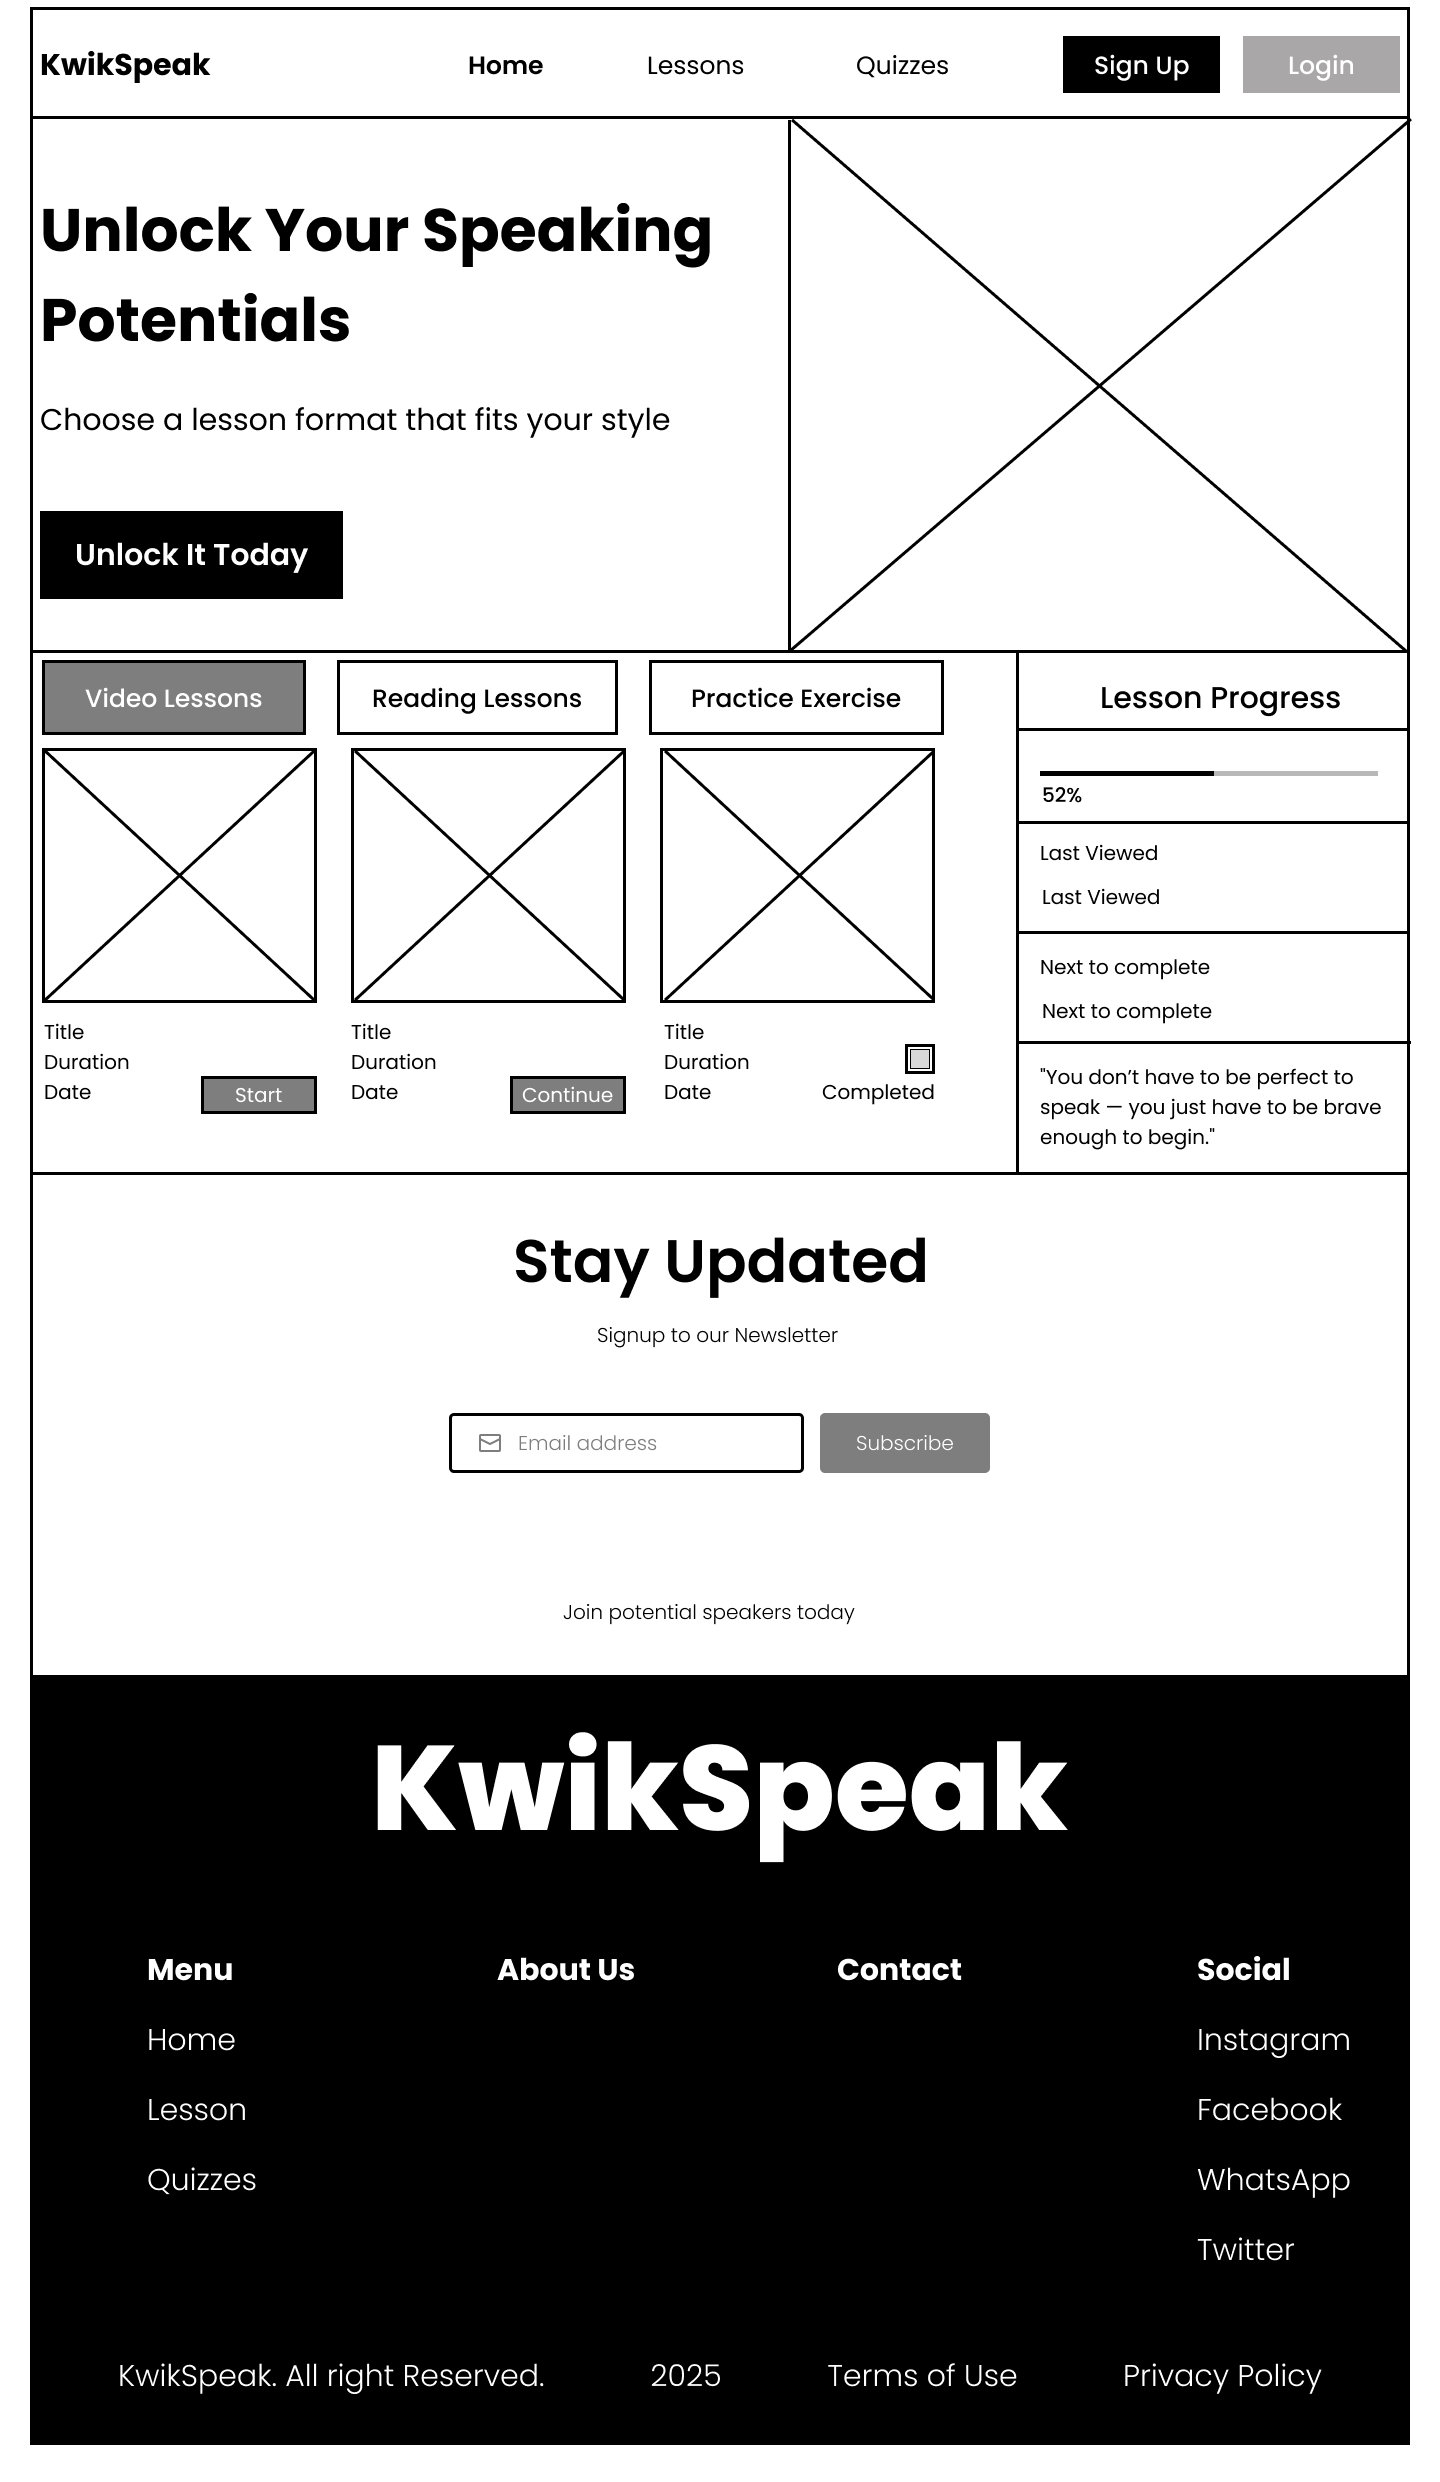 KwikSpeak
Home
Lessons
Quizzes
Sign Up
Login
Unlock Your Speaking
Potentials
Choose a lesson format that fits your style
Unlock It Today
Video Lessons
Reading Lessons
Practice Exercise
Title
Duration
Date
Start
Title
Duration
Date
Continue
Title
Duration
Date
Completed
Lesson Progress
52%
Last Viewed
Last Viewed
Next to complete
Next to complete
"You don’t have to be perfect to
speak — you just have to be brave
enough to begin."
Stay Updated
Signup to our Newsletter
Email address
Subscribe
Join potential speakers today
KwikSpeak
Menu
Home
Lesson
Quizzes
About Us
Contact
Social
Instagram
Facebook
WhatsApp
Twitter
KwikSpeak. All right Reserved.
2025
Terms of Use
Privacy Policy